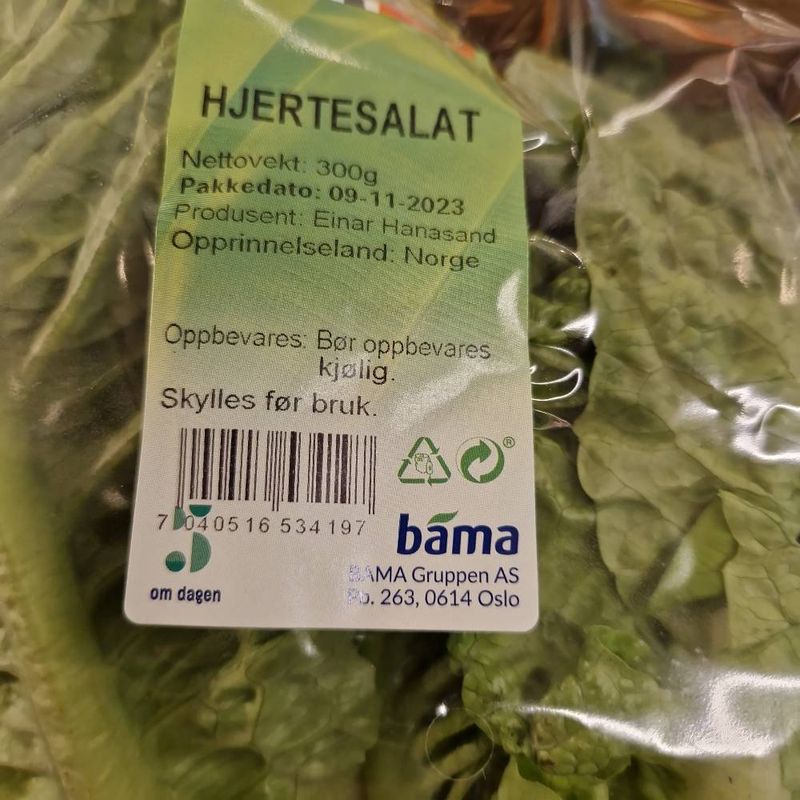 HJERTESALAT
Nettovekt: 300g
Pakkedato: 09-11-2023
Produsent: Einar Hanasand
Opprinnelseland: Norge
Oppbevares: Bør oppbevares
kjølig.
Skylles før bruk.
®
7 040516 534197
bama
5
om dagen
BAMA Gruppen AS
Pb. 263, 0614 Oslo